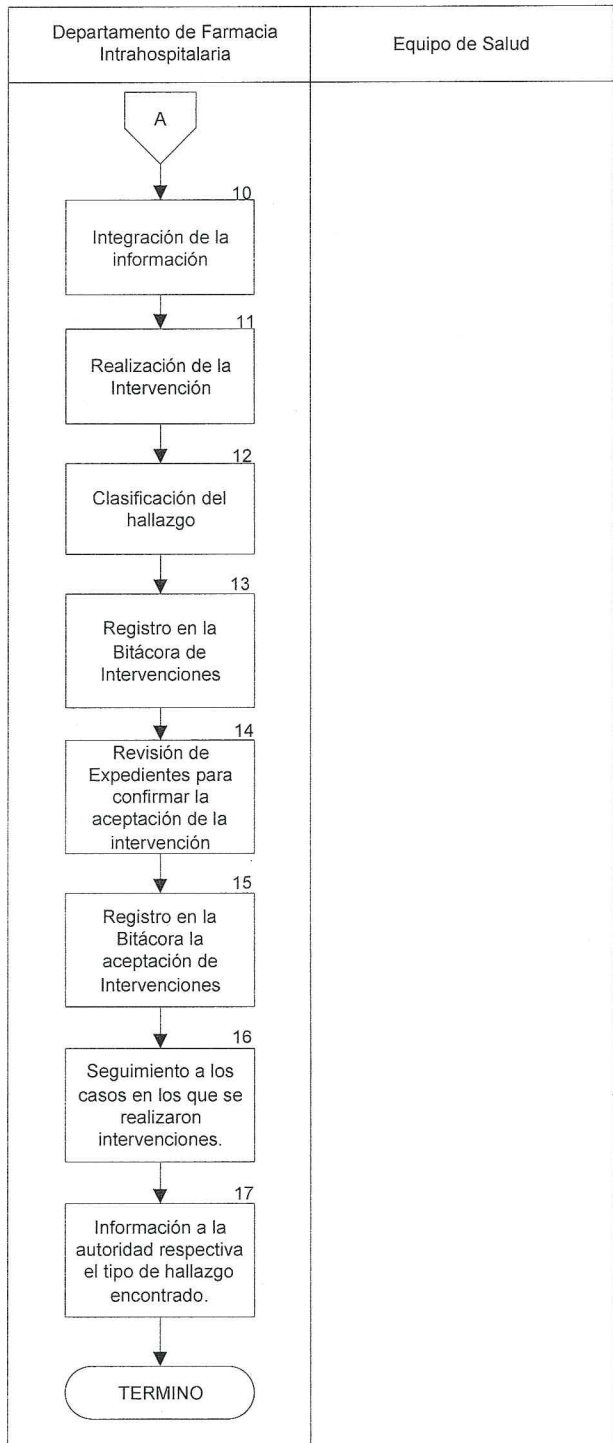 Departamento de Farmacia
Intrahospitalaria
Equipo de Salud
A
10
Integración de la
información
11
Realización de la
Intervención
12
Clasificación del
hallazgo
13
Registro en la
Bitácora de
Intervenciones
14
Revisión de
Expedientes para
confirmar la
aceptación de la
intervención
15
Registro en la
Bitácora la
aceptación de
Intervenciones
16
Seguimiento a los
casos en los que se
realizaron
intervenciones.
17
Información a la
autoridad respectiva
el tipo de hallazgo
encontrado.
TERMINO